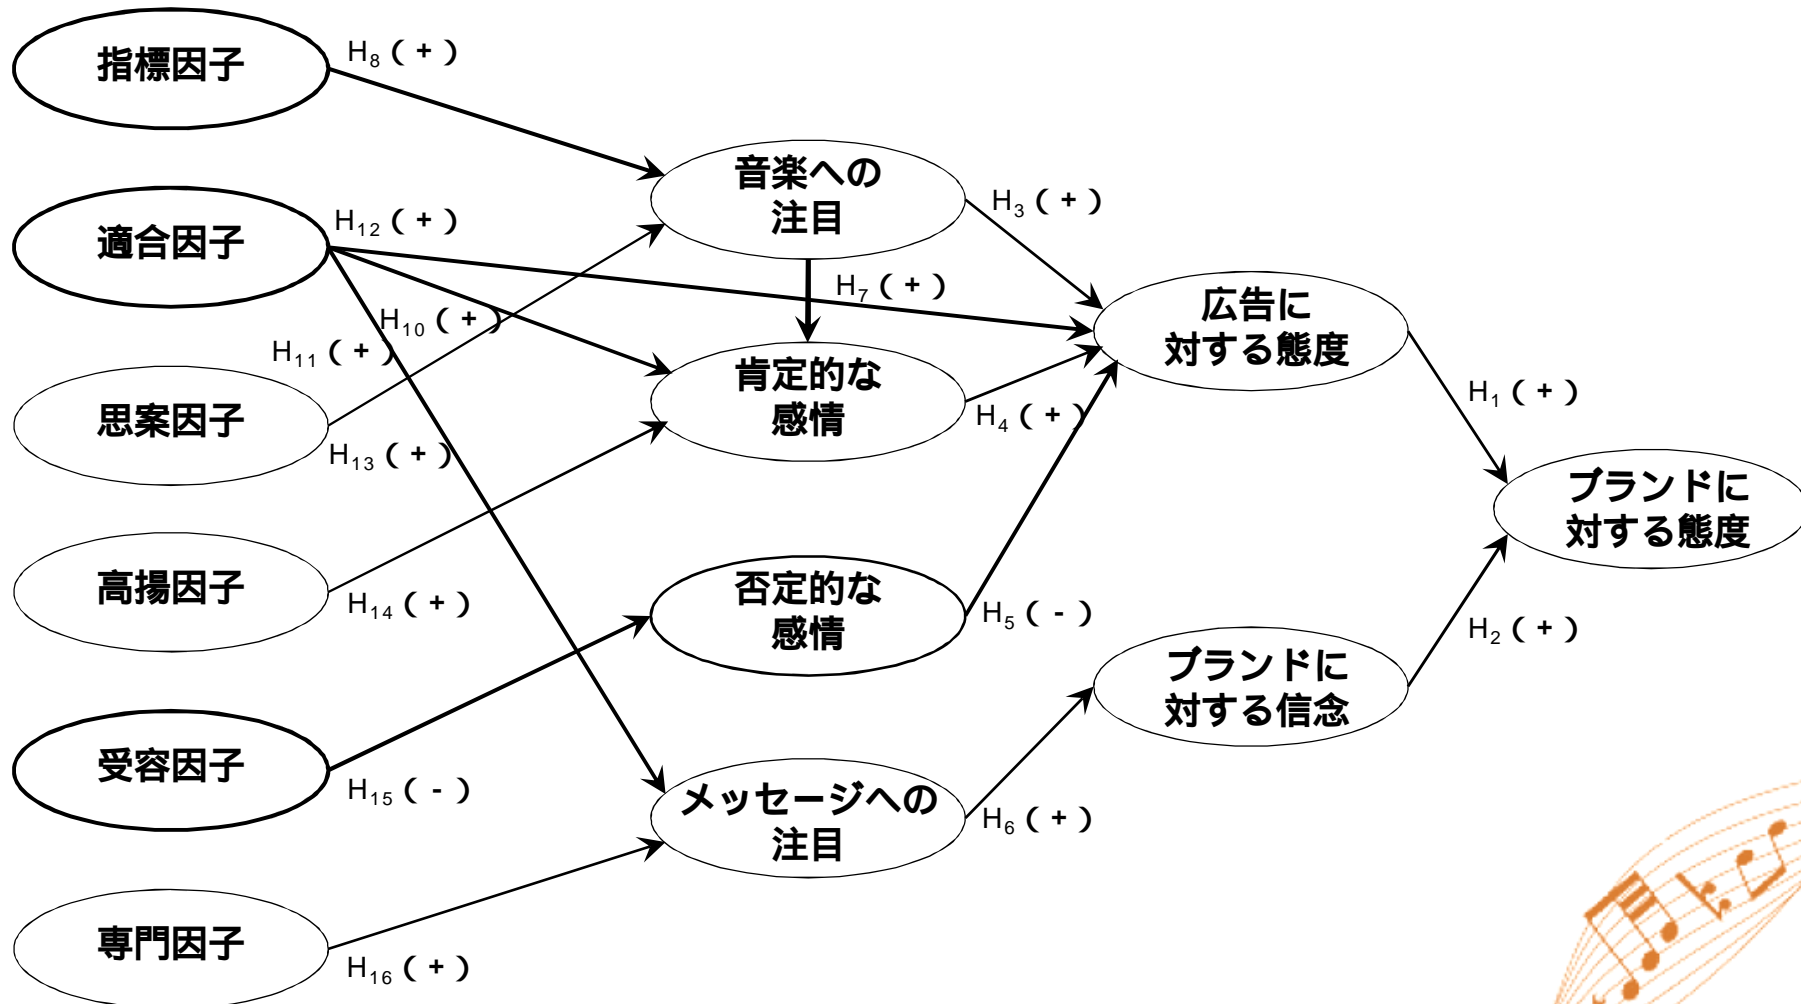 指標因子
H8（+）
音楽への
注目
H3（+）
適合因子
H12（+）
H7（+）
広告に
対する態度
H10（+）
H11（+）
肯定的な
感情
H4（+）
H1（+）
思案因子
H13（+）
ブランドに
対する態度
高揚因子
H14（+）
否定的な
感情
H5（-）
H2（+）
ブランドに
対する信念
受容因子
H15（-）
メッセージへの
注目
H6（+）
専門因子
H16（+）